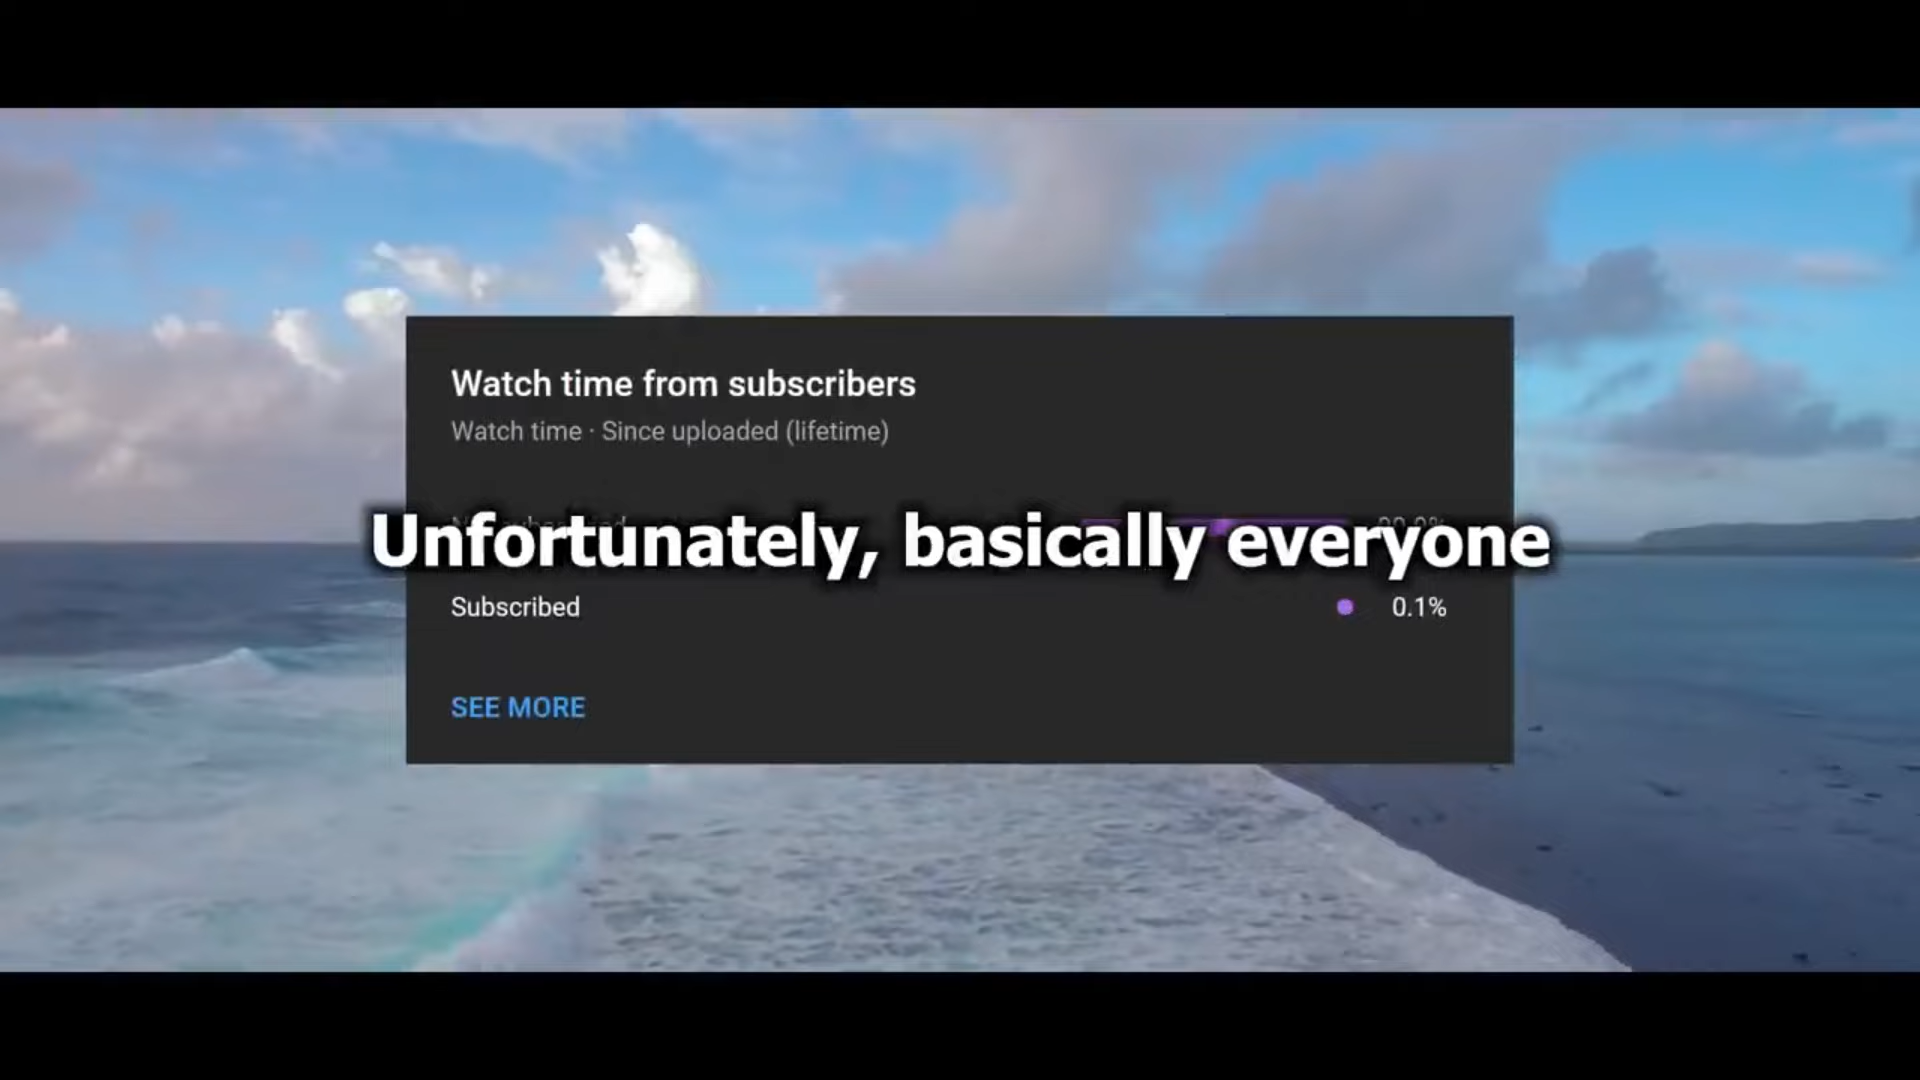 Watch time from subscribers
Watch time · Since uploaded (lifetime)
Unfortunately, basically everyone
Subscribed 0.1%
SEE MORE